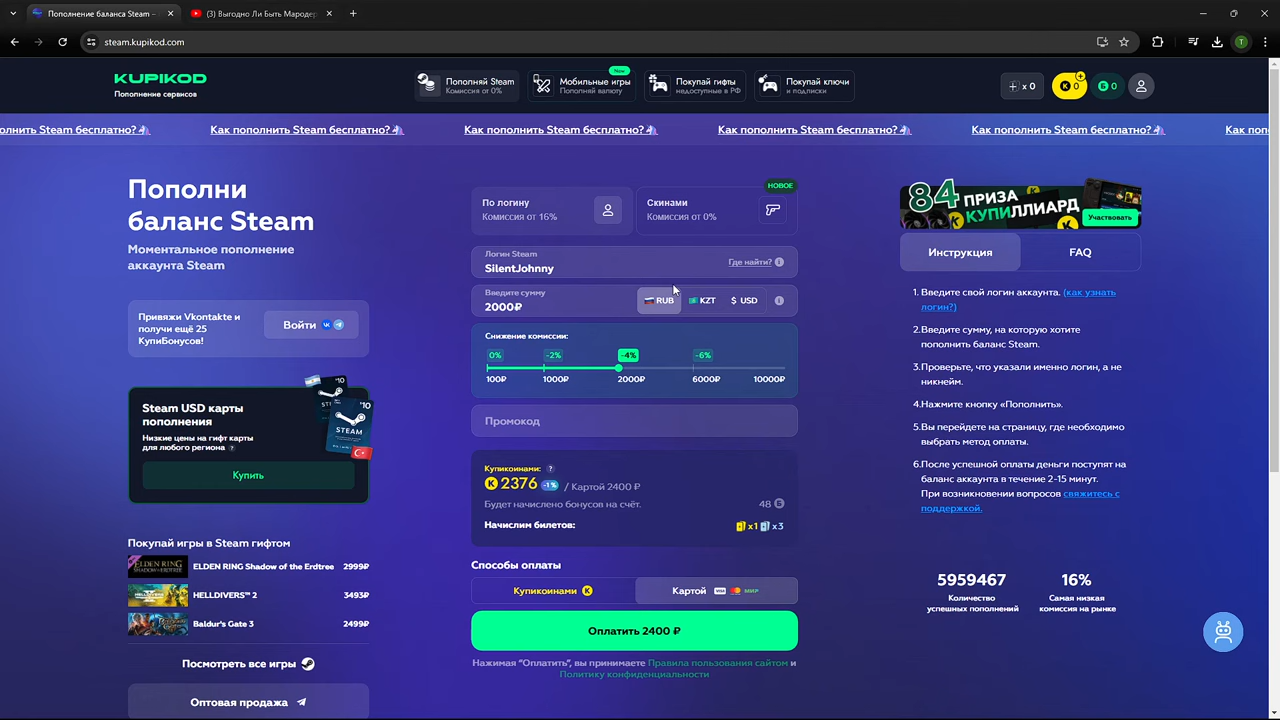 Пополнение баланса Steam –
(3) Выгодно Ли Быть Мародер
steam.kupikod.com
T
KUPIKOD
Пополнение сервисов
Пополняй Steam
Комиссия от 0%
New
Мобильные игры
Пополняй валюту
Покупай гифты
недоступные в РФ
Покупай ключи
и подписки
x 0
K 0
Б 0
олнить Steam бесплатно?
Как пополнить Steam бесплатно?
Как пополнить Steam бесплатно?
Как пополнить Steam бесплатно?
Как пополнить Steam бесплатно?
Как поп
Пополни
баланс Steam
Моментальное пополнение
аккаунта Steam
Привяжи Vkontakte и
получи ещё 25
КупиБонусов!
Войти
Steam USD карты
пополнения
Низкие цены на гифт карты
для любого региона ?
Купить
10
STEAM
10
Покупай игры в Steam гифтом
ELDEN RING Shadow of the Erdtree 2999₽
HELLDIVERS™ 2 3493₽
Baldur's Gate 3 2499₽
Посмотреть все игры
Оптовая продажа
По логину
Комиссия от 16%
НОВОЕ
Скинами
Комиссия от 0%
Логин Steam
SilentJohnny
Где найти?
Введите сумму
2000₽
RUB
KZT
$ USD
Снижение комиссии:
0% -2% -4% -6%
100₽ 1000₽ 2000₽ 6000₽ 10000₽
Промокод
Купикоинами: ?
K 2376 -1% / Картой 2400 ₽
Будет начислено бонусов на счёт. 48 Б
Начислим билетов: x1 x3
Способы оплаты
Купикоинами K
Картой VISA МИР
Оплатить 2400 ₽
Нажимая “Оплатить”, вы принимаете Правила пользования сайтом и
Политику конфиденциальности
84 ПРИЗА
КУПИЛЛИАРД
Участвовать
Инструкция
FAQ
1. Введите свой логин аккаунта. (как узнать
логин?)
2. Введите сумму, на которую хотите
пополнить баланс Steam.
3. Проверьте, что указали именно логин, а не
никнейм.
4. Нажмите кнопку «Пополнить».
5. Вы перейдете на страницу, где необходимо
выбрать метод оплаты.
6. После успешной оплаты деньги поступят на
баланс аккаунта в течение 2-15 минут.
При возникновении вопросов свяжитесь с
поддержкой.
5959467
Количество
успешных пополнений
16%
Самая низкая
комиссия на рынке